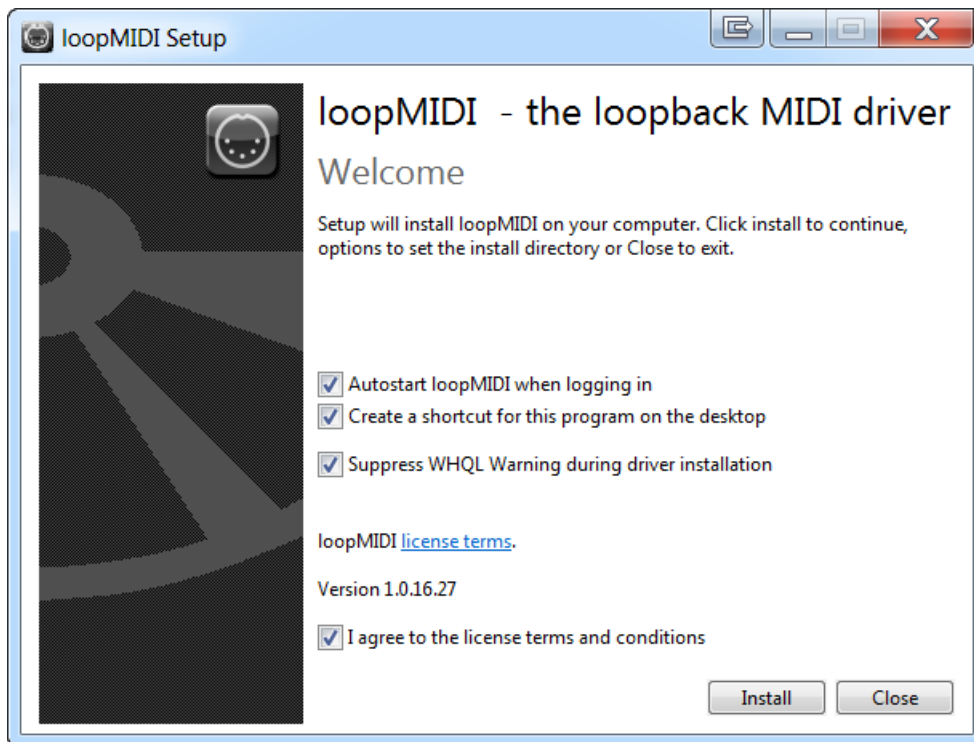 loopMIDI Setup
loopMIDI - the loopback MIDI driver
Welcome
Setup will install loopMIDI on your computer. Click install to continue,
options to set the install directory or Close to exit.
Autostart loopMIDI when logging in
Create a shortcut for this program on the desktop
Suppress WHQL Warning during driver installation
loopMIDI license terms.
Version 1.0.16.27
I agree to the license terms and conditions
Install Close